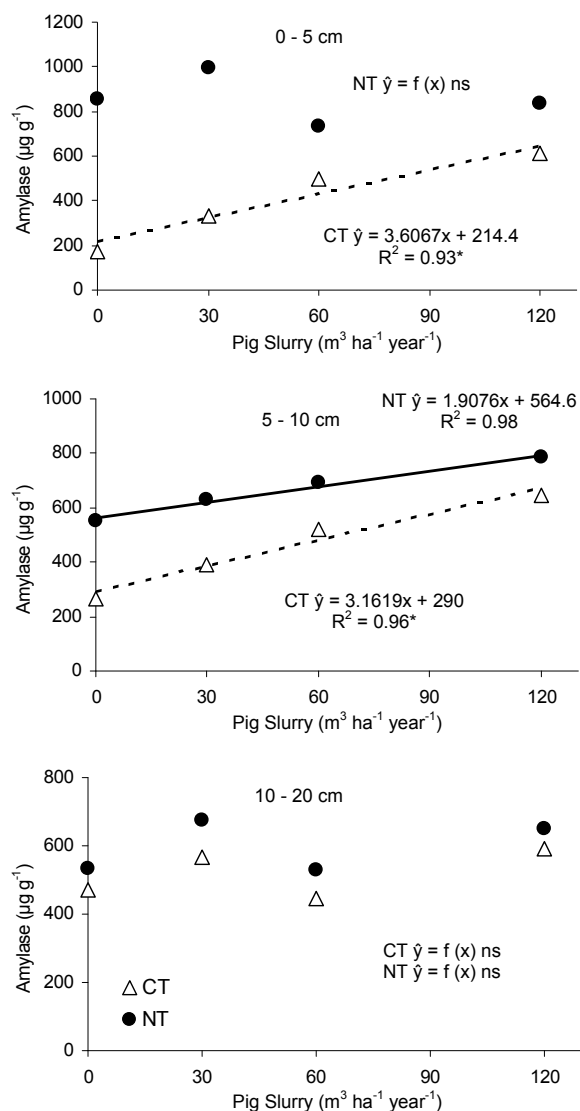 1200
0 - 5 cm
1000
NT ŷ = f (x) ns
800
600
400
CT ŷ = 3.6067x + 214.4
R² = 0.93*
200
0
Amylase (µg g⁻¹)
0 30 60 90 120
Pig Slurry (m³ ha⁻¹ year⁻¹)
1000
NT ŷ = 1.9076x + 564.6
R² = 0.98
5 - 10 cm
800
600
400
CT ŷ = 3.1619x + 290
R² = 0.96*
200
0
Amylase (µg g⁻¹)
0 30 60 90 120
Pig Slurry (m³ ha⁻¹ year⁻¹)
800
10 - 20 cm
600
400
CT ŷ = f (x) ns
NT ŷ = f (x) ns
200
CT
NT
0
Amylase (µg g⁻¹)
0 30 60 90 120
Pig Slurry (m³ ha⁻¹ year⁻¹)